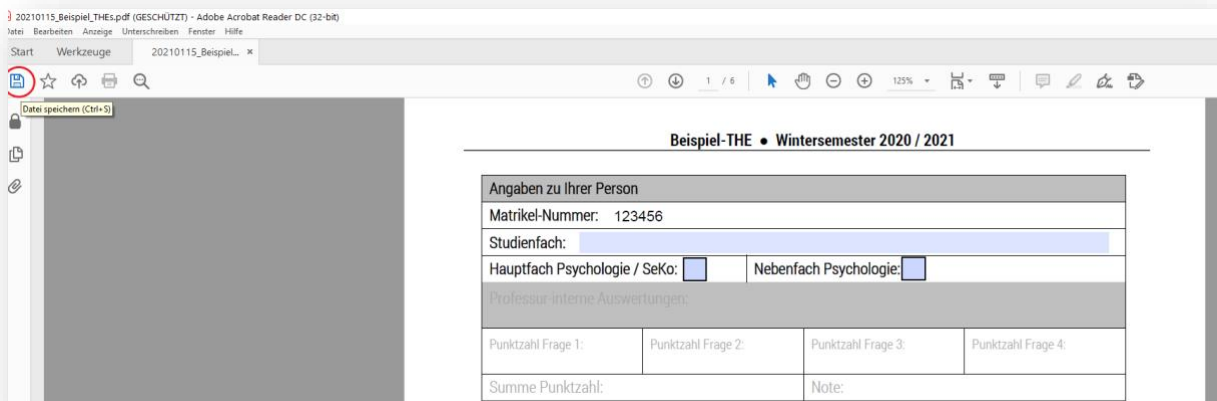 20210115_Beispiel_THEs.pdf (GESCHÜTZT) - Adobe Acrobat Reader DC (32-bit)
Datei Bearbeiten Anzeige Unterschreiben Fenster Hilfe
Start Werkzeuge 20210115_Beispiel... ×
1 / 6 125%
Datei speichern (Ctrl+S)
Beispiel-THE ● Wintersemester 2020 / 2021
Angaben zu Ihrer Person
Matrikel-Nummer: 123456
Studienfach:
Hauptfach Psychologie / SeKo: Nebenfach Psychologie:
Professur-interne Auswertungen:
Punktzahl Frage 1: Punktzahl Frage 2: Punktzahl Frage 3: Punktzahl Frage 4:
Summe Punktzahl: Note: